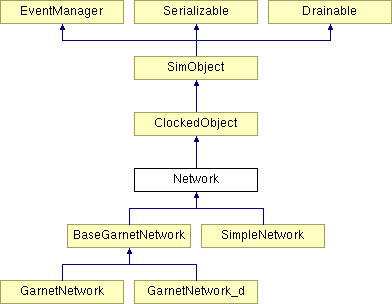 EventManager Serializable Drainable
SimObject
ClockedObject
Network
BaseGarnetNetwork SimpleNetwork
GarnetNetwork GarnetNetwork_d